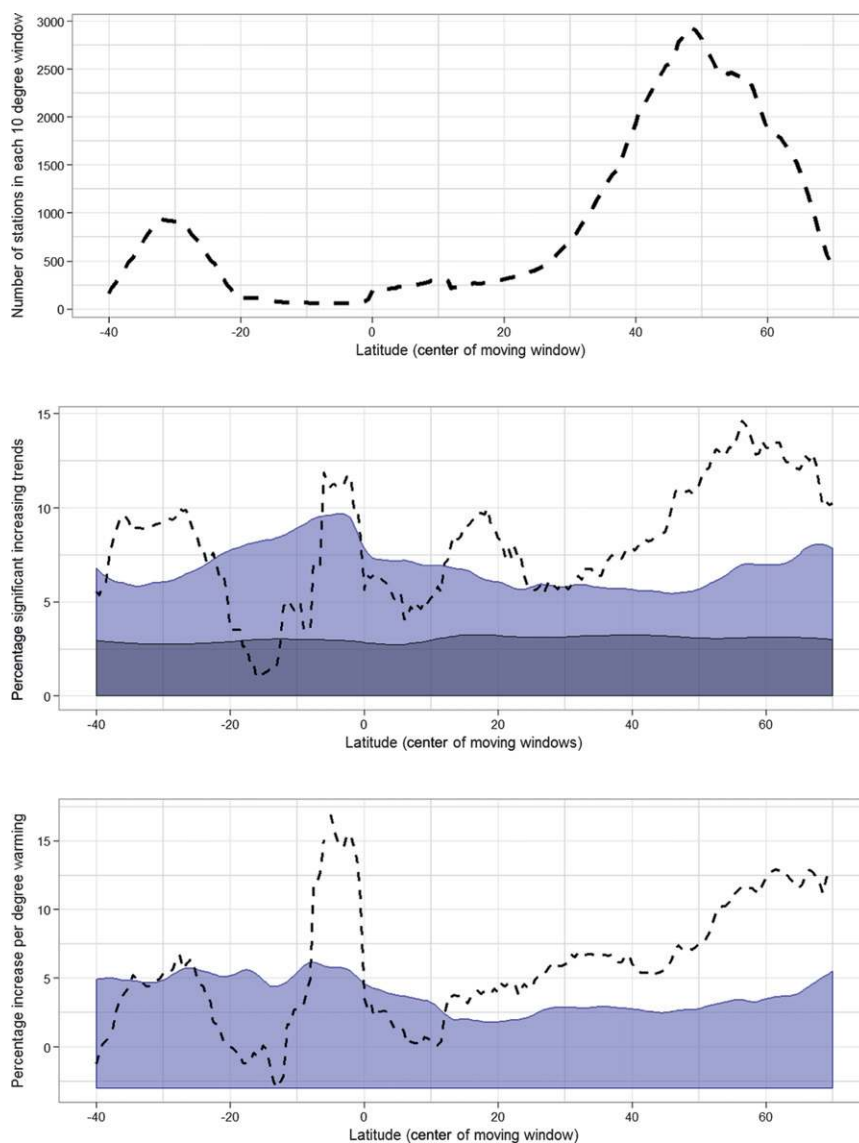 Number of stations in each 10 degree window
3000
2500
2000
1500
1000
500
0
-40 -20 0 20 40 60
Latitude (center of moving window)
Percentage significant increasing trends
15
10
5
0
-40 -20 0 20 40 60
Latitude (center of moving windows)
Percentage increase per degree warming
15
10
5
0
-40 -20 0 20 40 60
Latitude (center of moving window)